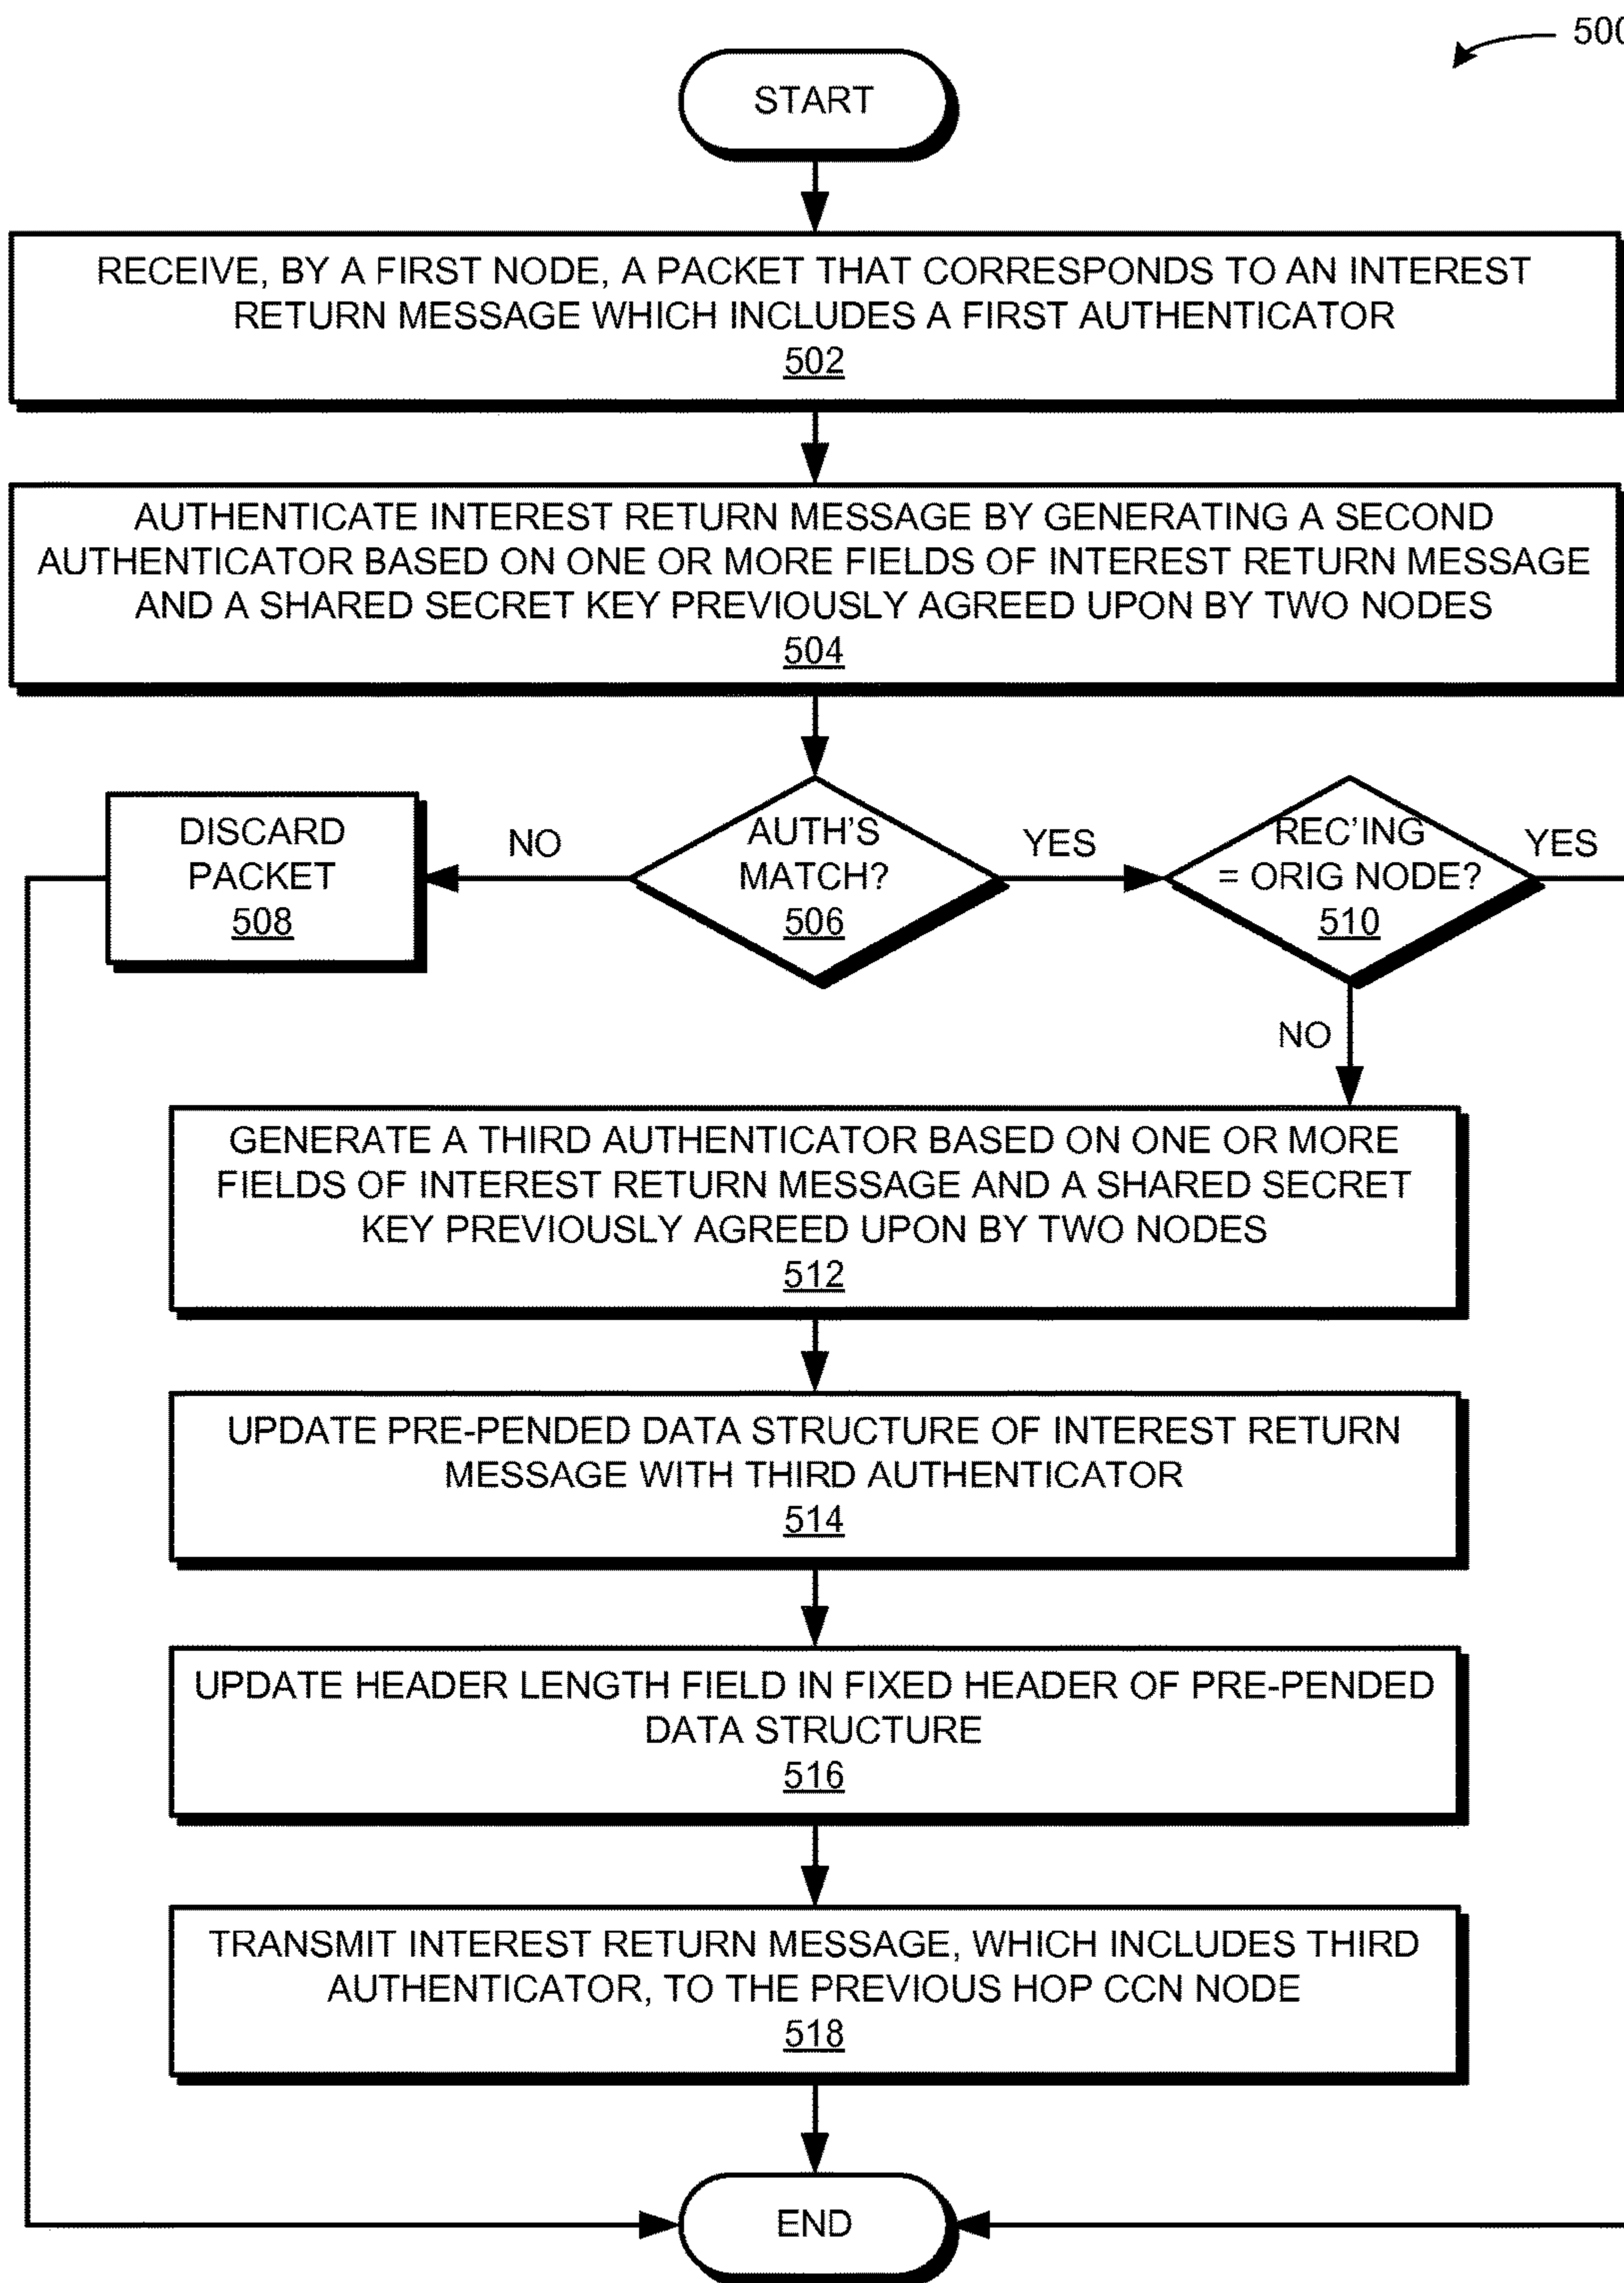 500
START
RECEIVE, BY A FIRST NODE, A PACKET THAT CORRESPONDS TO AN INTEREST
RETURN MESSAGE WHICH INCLUDES A FIRST AUTHENTICATOR
502
AUTHENTICATE INTEREST RETURN MESSAGE BY GENERATING A SECOND
AUTHENTICATOR BASED ON ONE OR MORE FIELDS OF INTEREST RETURN MESSAGE
AND A SHARED SECRET KEY PREVIOUSLY AGREED UPON BY TWO NODES
504
DISCARD
PACKET
508
NO
AUTH'S
MATCH?
506
YES
REC'ING
= ORIG NODE?
510
YES
NO
GENERATE A THIRD AUTHENTICATOR BASED ON ONE OR MORE
FIELDS OF INTEREST RETURN MESSAGE AND A SHARED SECRET
KEY PREVIOUSLY AGREED UPON BY TWO NODES
512
UPDATE PRE-PENDED DATA STRUCTURE OF INTEREST RETURN
MESSAGE WITH THIRD AUTHENTICATOR
514
UPDATE HEADER LENGTH FIELD IN FIXED HEADER OF PRE-PENDED
DATA STRUCTURE
516
TRANSMIT INTEREST RETURN MESSAGE, WHICH INCLUDES THIRD
AUTHENTICATOR, TO THE PREVIOUS HOP CCN NODE
518
END